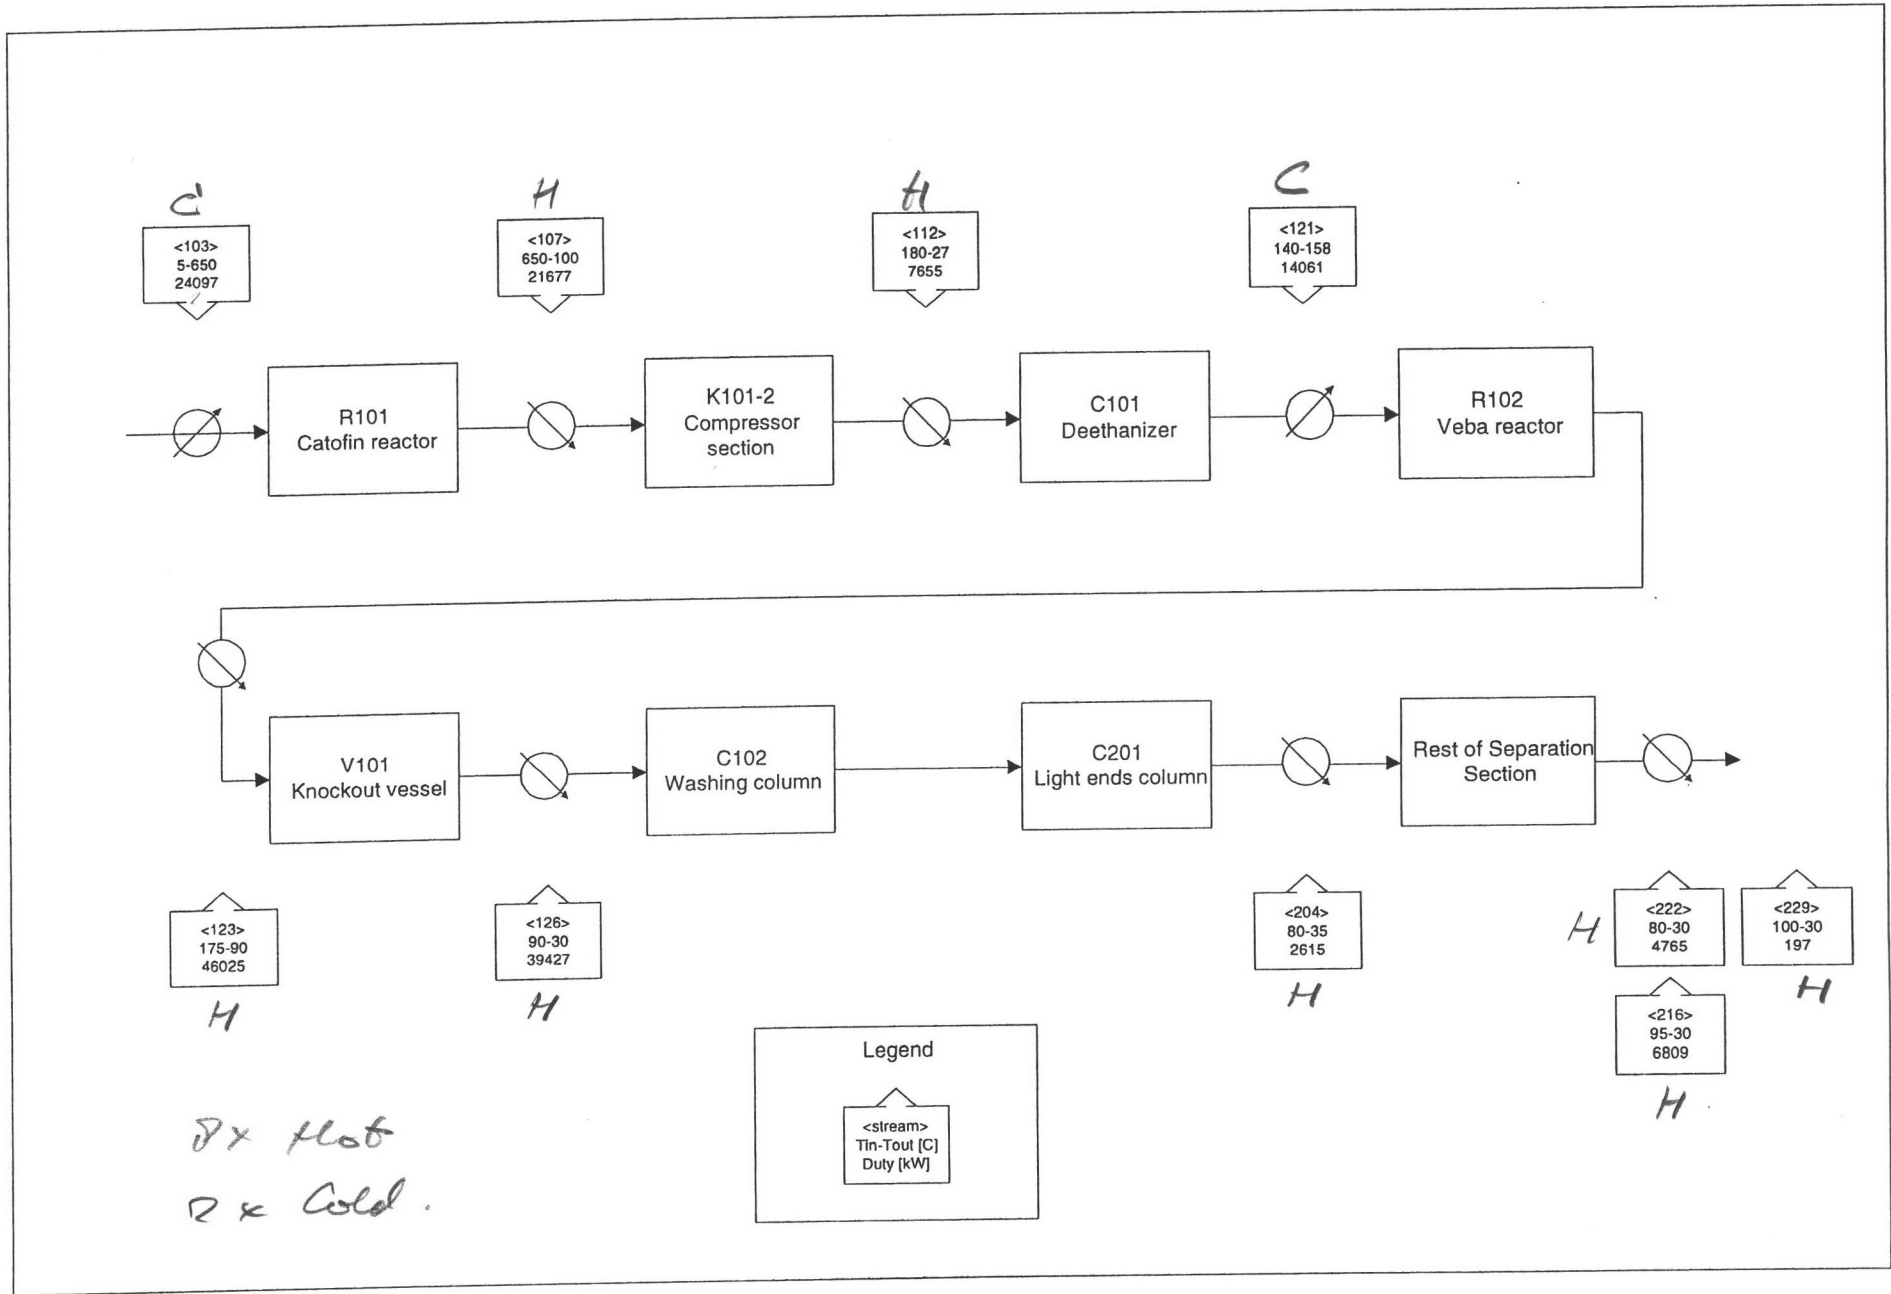 C
H
H
C
<103>
5-650
24097
<107>
650-100
21677
<112>
180-27
7655
<121>
140-158
14061
R101
Catofin reactor
K101-2
Compressor
section
C101
Deethanizer
R102
Veba reactor
V101
Knockout vessel
C102
Washing column
C201
Light ends column
Rest of Separation
Section
<123>
175-90
46025
H
<126>
90-30
39427
H
<204>
80-35
2615
H
H
<222>
80-30
4765
<229>
100-30
197
H
<216>
95-30
6809
H
Legend
<stream>
Tin-Tout [C]
Duty [kW]
8x Hot
2x Cold.